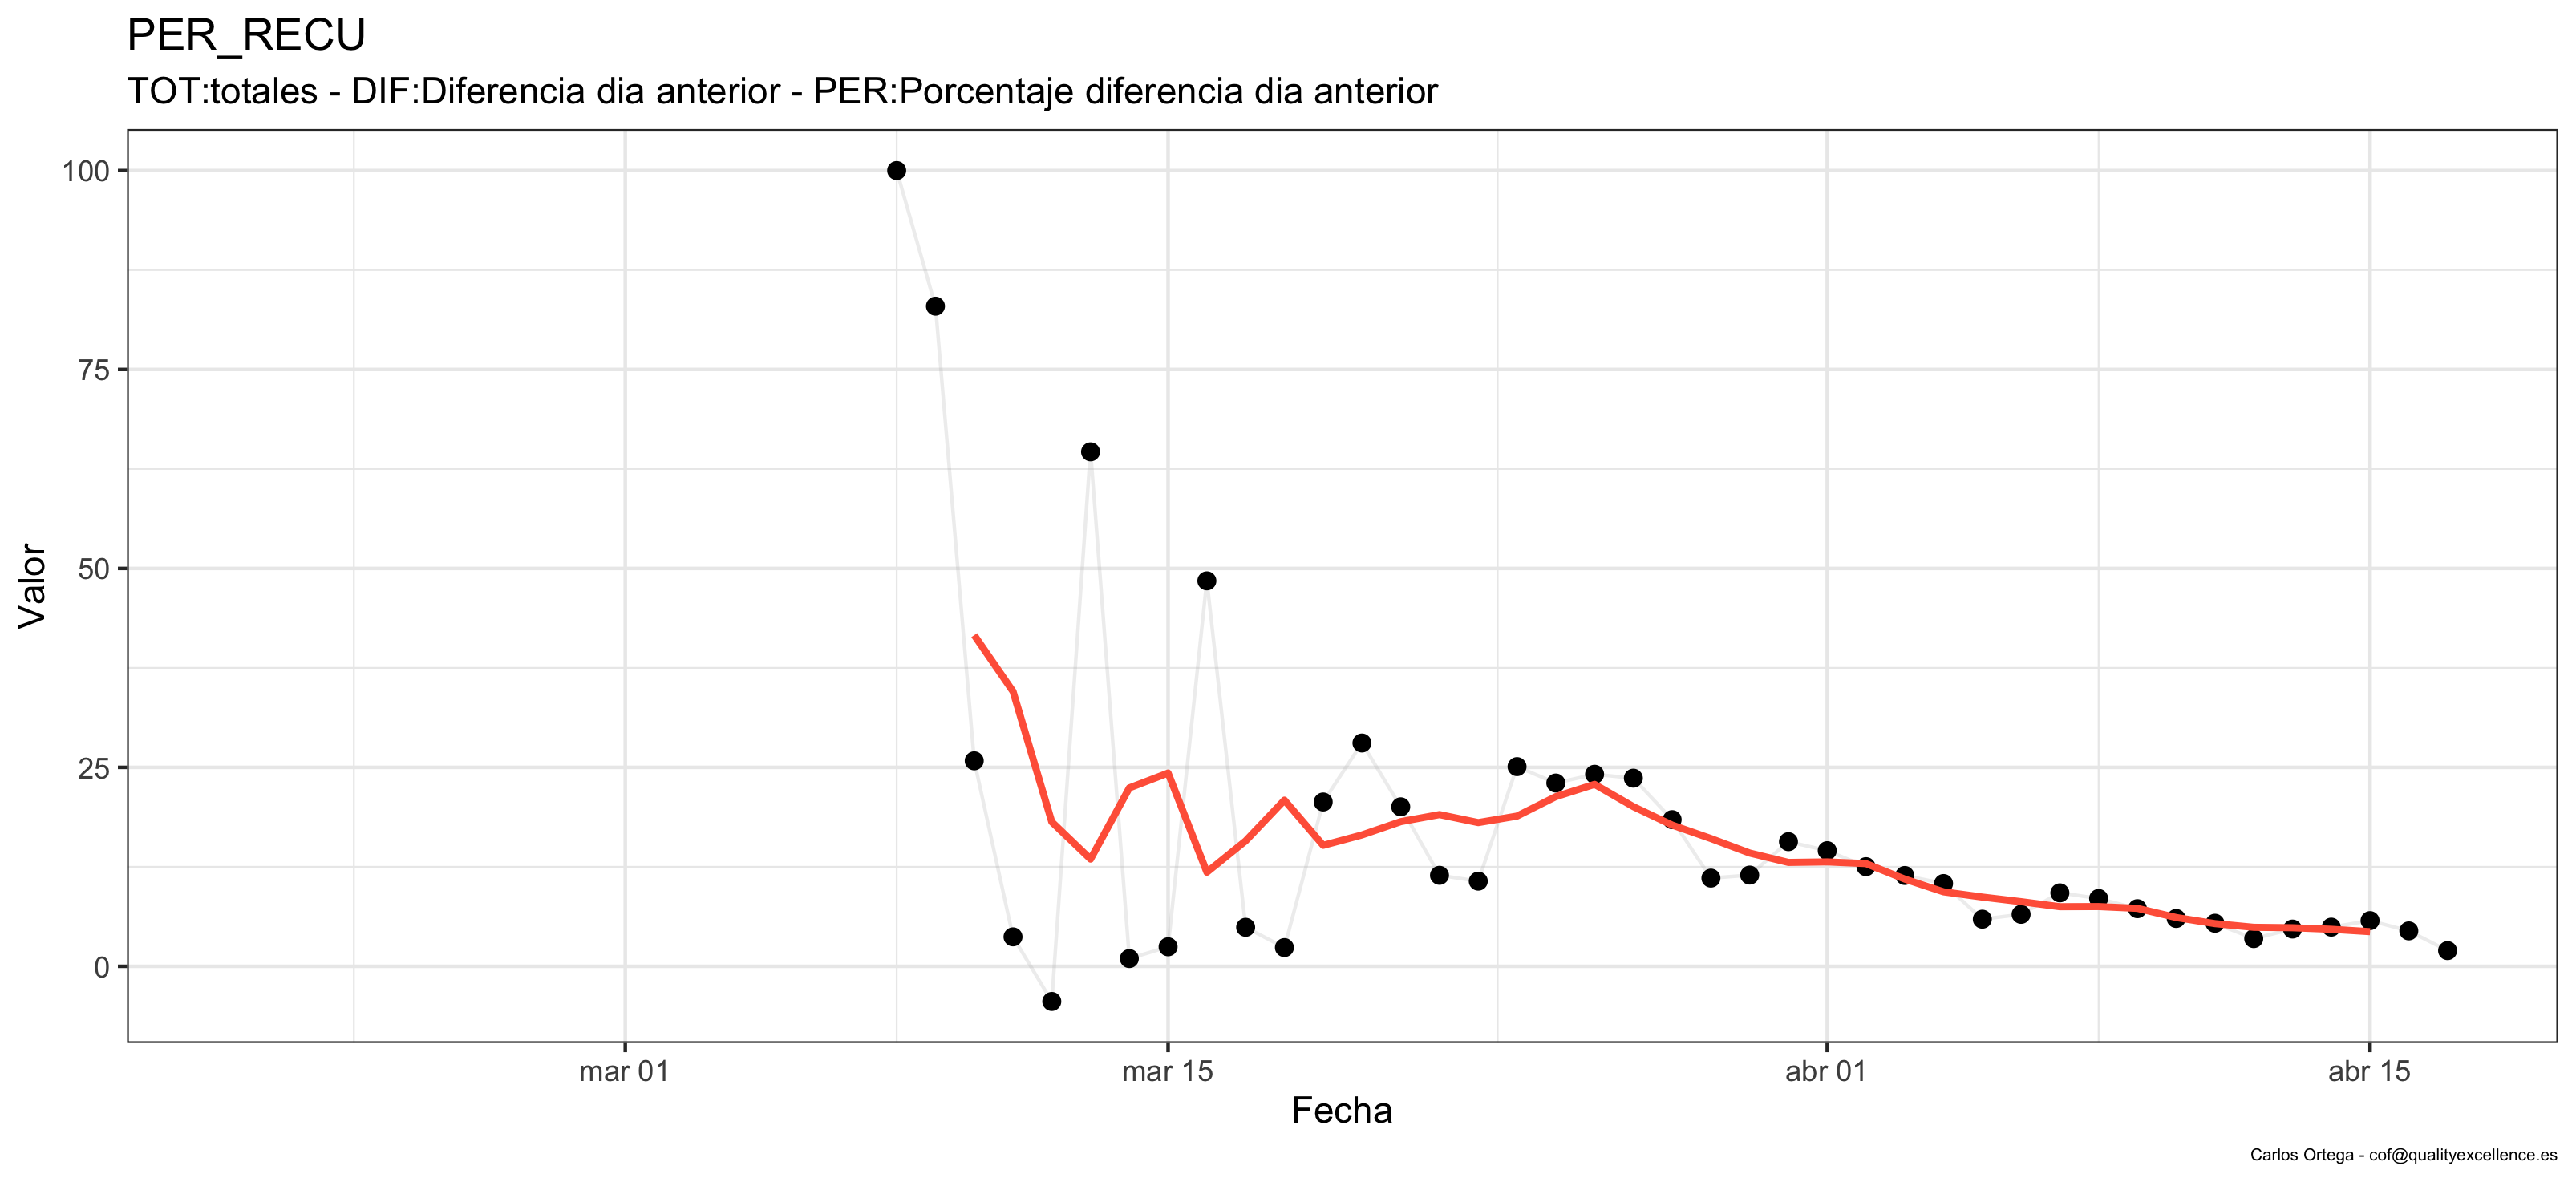 PER_RECU
TOT:totales - DIF:Diferencia dia anterior - PER:Porcentaje diferencia dia anterior
100
75
50
25
0
Valor
mar 01
mar 15
abr 01
abr 15
Fecha
Carlos Ortega - cof@qualityexcellence.es